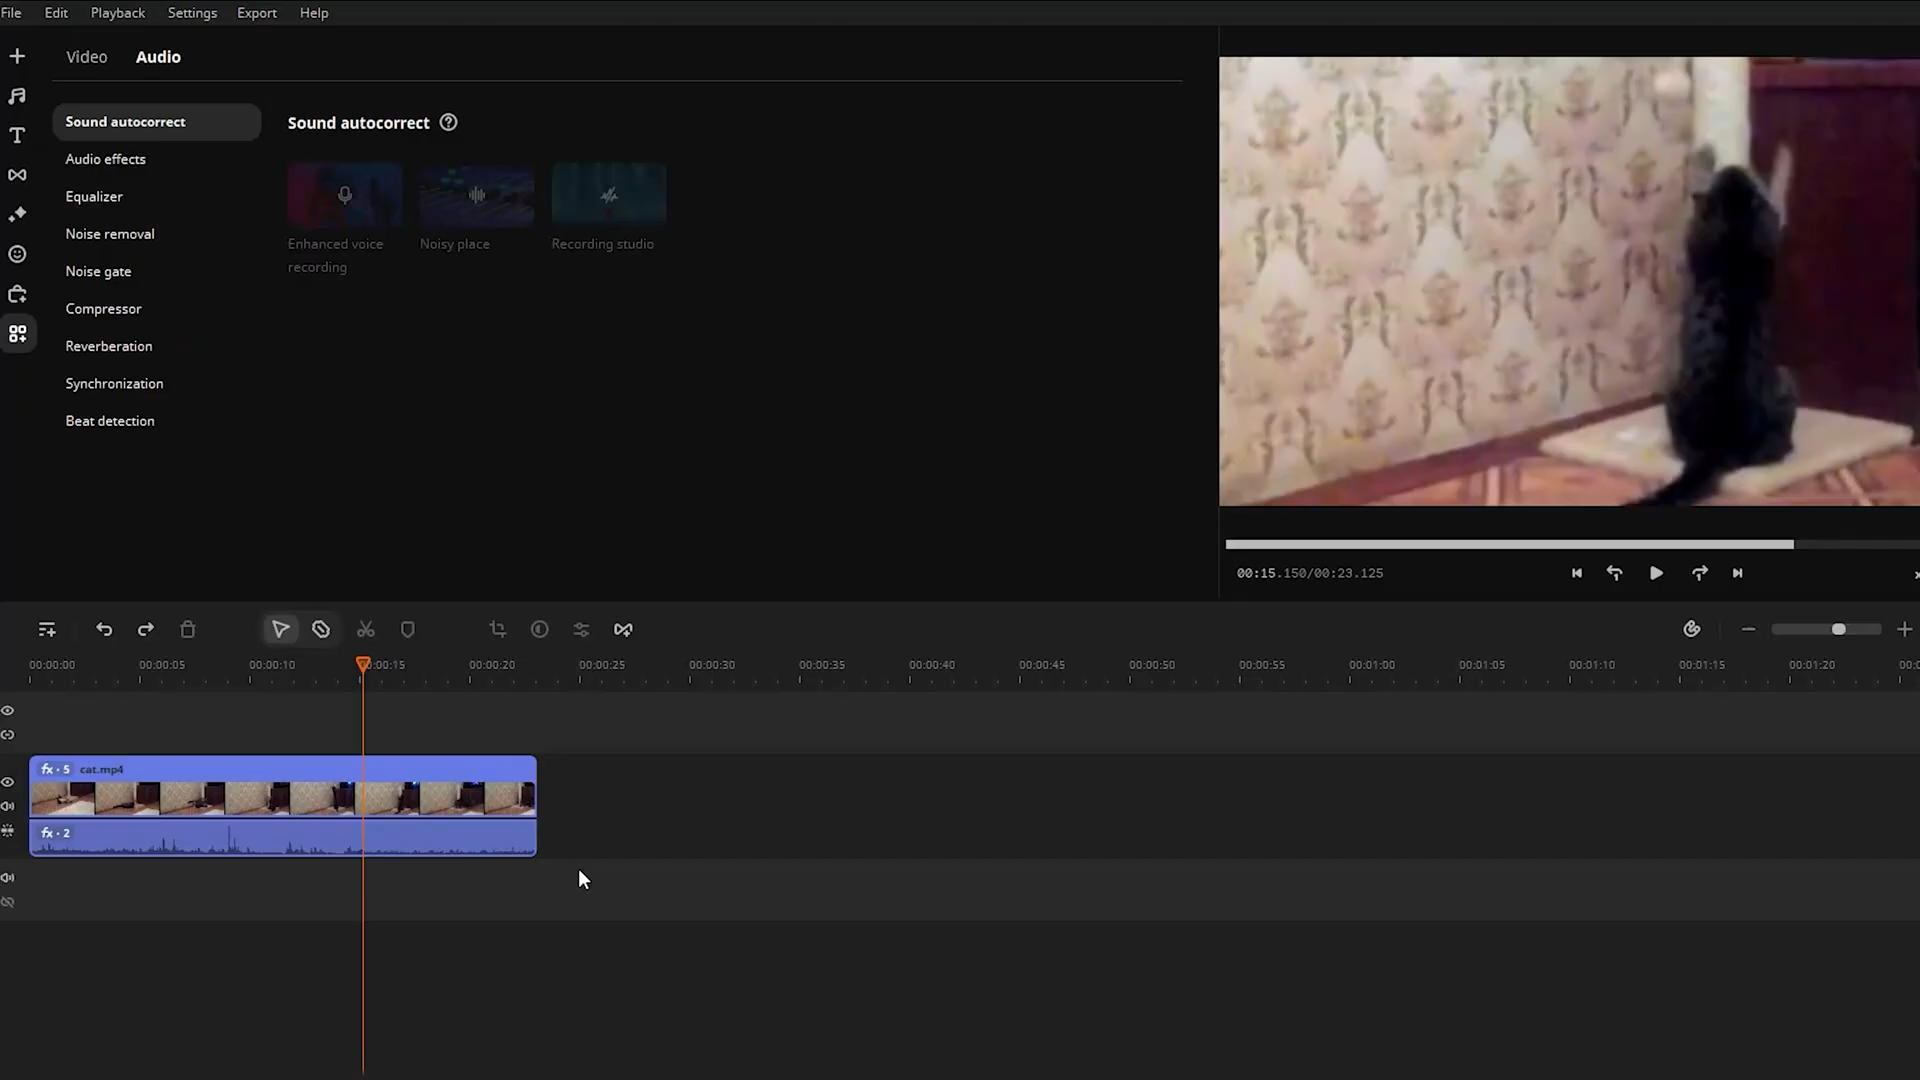 File Edit Playback Settings Export Help
Video Audio
Sound autocorrect
Audio effects
Equalizer
Noise removal
Noise gate
Compressor
Reverberation
Synchronization
Beat detection
Sound autocorrect
Enhanced voice
recording
Noisy place
Recording studio
00:15.150/00:23.125
00:00:00 00:00:05 00:00:10 00:00:20 00:00:25 00:00:30 00:00:35 00:00:40 00:00:45 00:00:50 00:00:55 00:01:00 00:01:05 00:01:10 00:01:15 00:01:20
fx · 5 cat.mp4
fx · 2